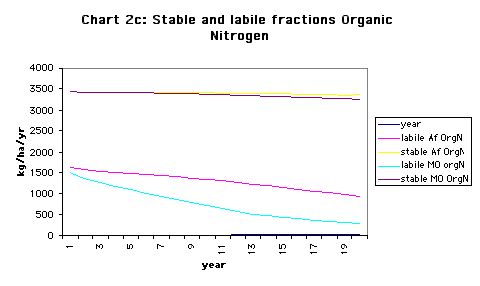 Chart 2c: Stable and labile fractions Organic
Nitrogen
4000
3500
3000
2500
2000
1500
1000
500
0
kg/ha/yr
1 3 5 7 9 11 13 15 17 19
year
year
labile Af OrgN
stable Af OrgN
labile MO orgN
stable MO OrgN